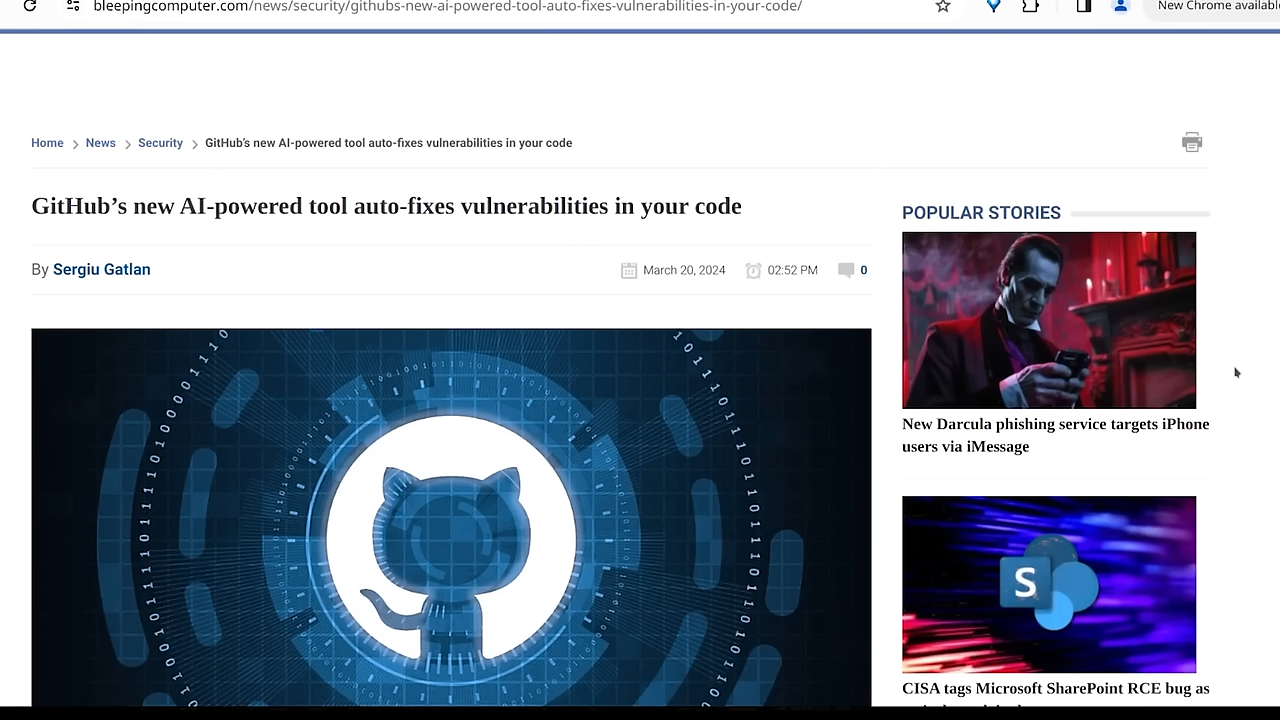 bleepingcomputer.com/news/security/githubs-new-ai-powered-tool-auto-fixes-vulnerabilities-in-your-code/
New Chrome availabl
Home > News > Security > GitHub’s new AI-powered tool auto-fixes vulnerabilities in your code
GitHub’s new AI-powered tool auto-fixes vulnerabilities in your code
By Sergiu Gatlan
March 20, 2024
02:52 PM
0
POPULAR STORIES
New Darcula phishing service targets iPhone
users via iMessage
S
CISA tags Microsoft SharePoint RCE bug as